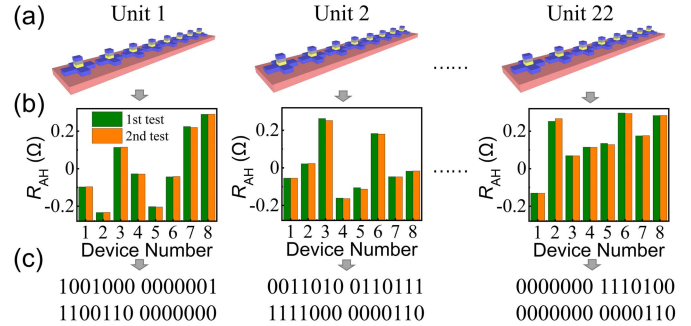 (a)
Unit 1
Unit 2
Unit 22
......
(b)
0.2
0
-0.2
R_AH (Ω)
1st test
2nd test
1 2 3 4 5 6 7 8
Device Number
0.2
0
-0.2
R_AH (Ω)
1 2 3 4 5 6 7 8
Device Number
......
0.2
0
-0.2
R_AH (Ω)
1 2 3 4 5 6 7 8
Device Number
(c)
1001000 0000001
1100110 0000000
0011010 0110111
1111000 0000110
0000000 1110100
0000000 0000110